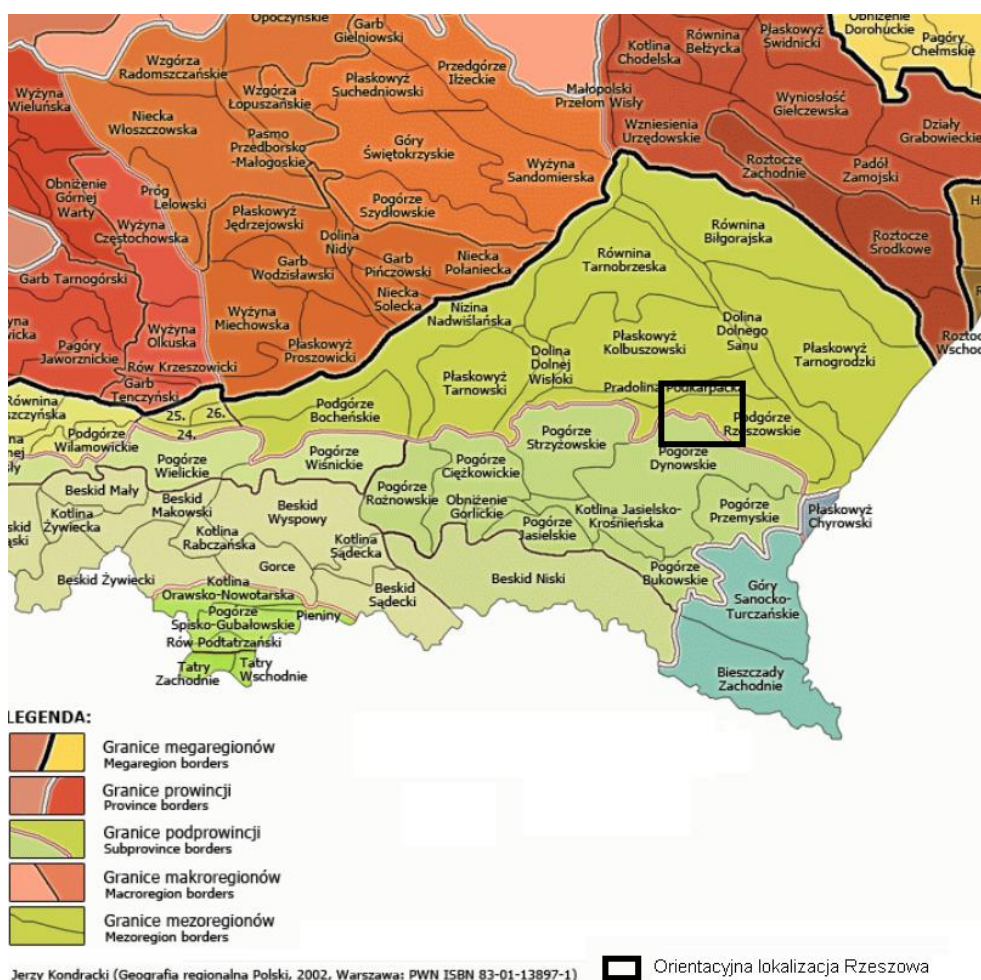 Opoczyński
Garb
Gielniowski
Obniżenie
Dorohuckie
Pagóry
Chełmskie
Płaskowyż
Świdnicki
Równina
Bełżycka
Kotlina
Chodelska
Wzgórza
Radomszczańskie
Przedgórze
Iłżeckie
Płaskowyż
Suchedniowski
Wzgórza
Łopuszańskie
Wyżyna
Wieluńska
Małopolski
Przełom Wisły
Wyniosłość
Giełczewska
Niecka
Włoszczowska
Wzniesienia
Urzędowskie
Działy
Grabowieckie
Pasmo
Przedborsko
-Małogoskie
Góry
Świętokrzyskie
Wyżyna
Sandomierska
Roztocze
Zachodnie
Padół
Zamojski
Obniżenie
Górnej
Warty
Próg
Lelowski
Pogórze
Szydłowskie
Wyżyna
Częstochowska
Płaskowyż
Jędrzejowski
Dolina
Nidy
Równina
Biłgorajska
Roztocze
Środkowe
Garb Tarnogórski
Garb
Wodzisławski
Garb
Pińczowski
Niecka
Połaniecka
Równina
Tarnobrzeska
Niecka
Solecka
Wyżyna
Miechowska
Nizina
Nadwiślańska
Wyżyna
Olkuska
Pagóry
Jaworznickie
Rów Krzeszowicki
Płaskowyż
Proszowicki
Płaskowyż
Kolbuszowski
Dolina
Dolnego
Sanu
Płaskowyż
Tarnogrodzki
Dolina
Dolnej
Wisłoki
Płaskowyż
Tarnowski
Garb
Tenczyński
Pradolina Podkarpacka
25.
26.
24.
Podgórze
Bocheńskie
Podgórze
Rzeszowskie
Podgórze
Wilamowickie
Pogórze
Wielickie
Pogórze
Wiśnickie
Pogórze
Strzyżowskie
Pogórze
Dynowskie
Pogórze
Ciężkowickie
Beskid Mały
Beskid
Makowski
Pogórze
Rożnowskie
Obniżenie
Gorlickie
Kotlina Jasielsko-
Krośnieńska
Pogórze
Przemyskie
Płaskowyż
Chyrowski
Kotlina
Żywiecka
Beskid
Wyspowy
Kotlina
Rabczańska
Kotlina
Sądecka
Pogórze
Jasielskie
Gorce
Beskid Żywiecki
Kotlina
Orawsko-Nowotarska
Beskid
Sądecki
Beskid Niski
Pogórze
Bukowskie
Góry
Sanocko-
Turczańskie
Pieniny
Pogórze
Spisko-Gubałowskie
Rów Podtatrzański
Tatry
Zachodnie
Tatry
Wschodnie
Bieszczady
Zachodnie
LEGENDA:
Granice megaregionów
Megaregion borders
Granice prowincji
Province borders
Granice podprowincji
Subprovince borders
Granice makroregionów
Macroregion borders
Granice mezoregionów
Mezoregion borders
Jerzy Kondracki (Geografia regionalna Polski, 2002, Warszawa: PWN ISBN 83-01-13897-1)
Orientacyjna lokalizacja Rzeszowa